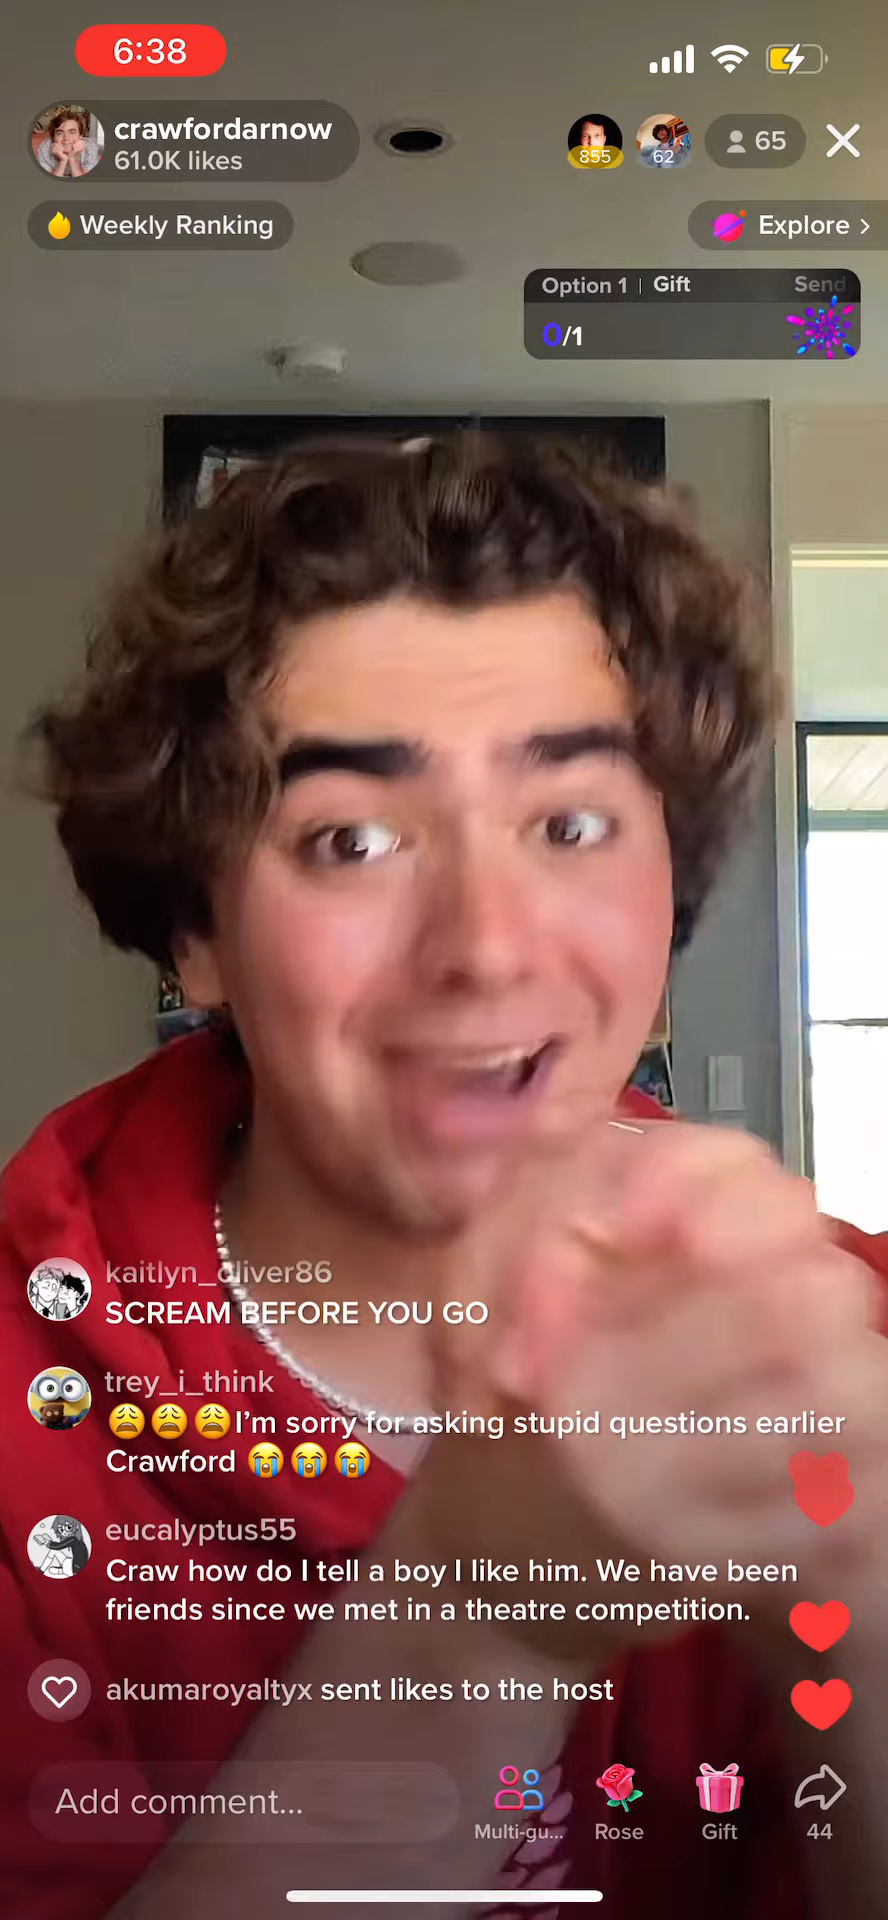 6:38
crawfordarnow
61.0K likes
855
62
65
Weekly Ranking
Explore >
Option 1 | Gift
Send
0/1
kaitlyn_oliver86
SCREAM BEFORE YOU GO
trey_i_think
😩😩😩I'm sorry for asking stupid questions earlier
Crawford 😭😭😭
eucalyptus55
Craw how do I tell a boy I like him. We have been
friends since we met in a theatre competition.
akumaroyaltyx sent likes to the host
Add comment...
Multi-gu...
Rose
Gift
44